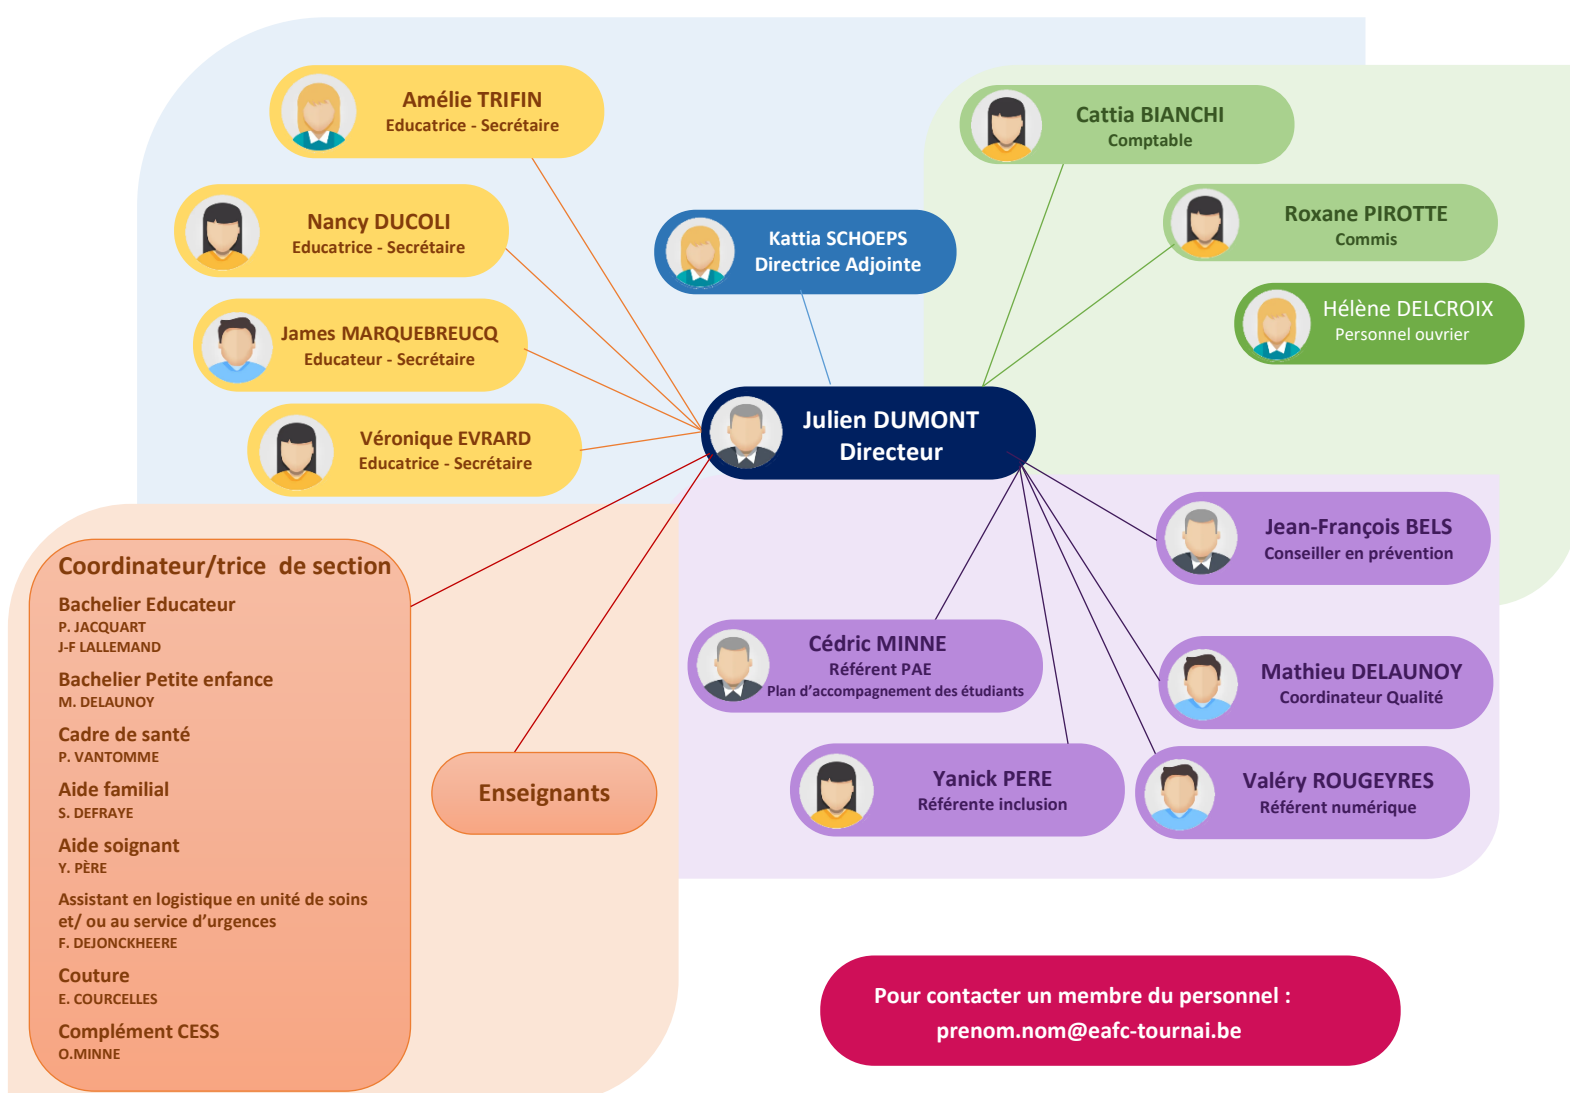 Amélie TRIFIN
Educatrice - Secrétaire
Cattia BIANCHI
Comptable
Nancy DUCOLI
Educatrice - Secrétaire
Kattia SCHOEPS
Directrice Adjointe
Roxane PIROTTE
Commis
James MARQUEBREUCQ
Educateur - Secrétaire
Hélène DELCROIX
Personnel ouvrier
Véronique EVRARD
Educatrice - Secrétaire
Julien DUMONT
Directeur
Jean-François BELS
Conseiller en prévention
Cédric MINNE
Référent PAE
Plan d'accompagnement des étudiants
Mathieu DELAUNOY
Coordinateur Qualité
Yanick PERE
Référente inclusion
Valéry ROUGEYRES
Référent numérique
Coordinateur/trice de section
Bachelier Educateur
P. JACQUART
J-F LALLEMAND
Bachelier Petite enfance
M. DELAUNOY
Cadre de santé
P. VANTOMME
Aide familial
S. DEFRAYE
Aide soignant
Y. PÈRE
Assistant en logistique en unité de soins
et/ ou au service d'urgences
F. DEJONCKHEERE
Couture
E. COURCELLES
Complément CESS
O.MINNE
Enseignants
Pour contacter un membre du personnel :
prenom.nom@eafc-tournai.be